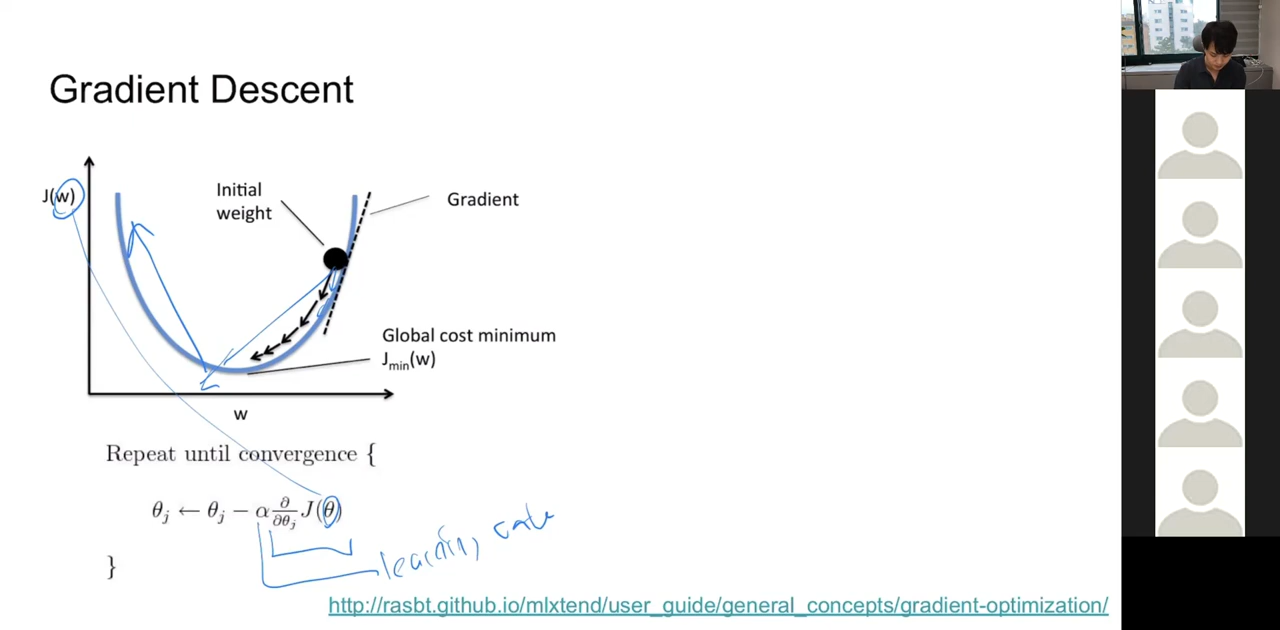 Gradient Descent
J(w)
Initial
weight
Gradient
Global cost minimum
Jmin(w)
w
Repeat until convergence {
θj ← θj − α ∂/∂θj J(θ)
learning rate
}
http://rasbt.github.io/mlxtend/user_guide/general_concepts/gradient-optimization/